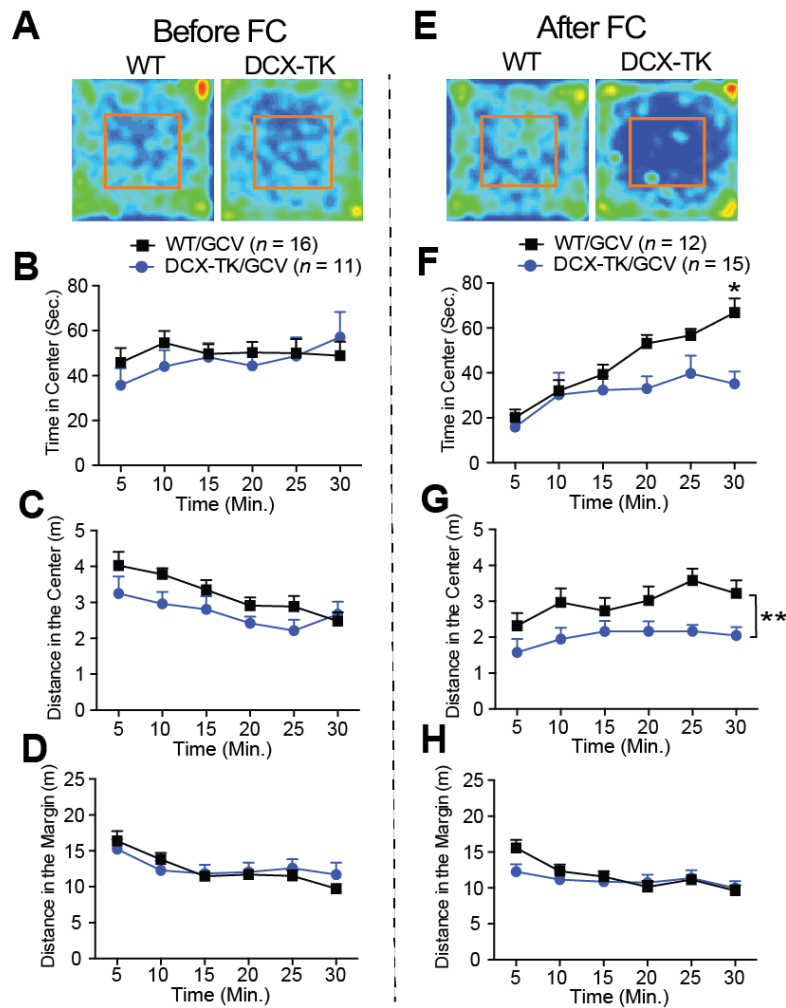 A
Before FC
WT
DCX-TK
WT/GCV (n = 16)
DCX-TK/GCV (n = 11)
B
Time in Center (Sec.)
80
60
40
20
0
5 10 15 20 25 30
Time (Min.)
C
Distance in the Center (m)
5
4
3
2
1
0
5 10 15 20 25 30
Time (Min.)
D
Distance in the Margin (m)
25
20
15
10
5
0
5 10 15 20 25 30
Time (Min.)
E
After FC
WT
DCX-TK
WT/GCV (n = 12)
DCX-TK/GCV (n = 15)
F
Time in Center (Sec.)
80
60
40
20
0
*
5 10 15 20 25 30
Time (Min.)
G
Distance in the Center (m)
5
4
3
2
1
0
**
5 10 15 20 25 30
Time (Min.)
H
Distance in the Margin (m)
25
20
15
10
5
0
5 10 15 20 25 30
Time (Min.)